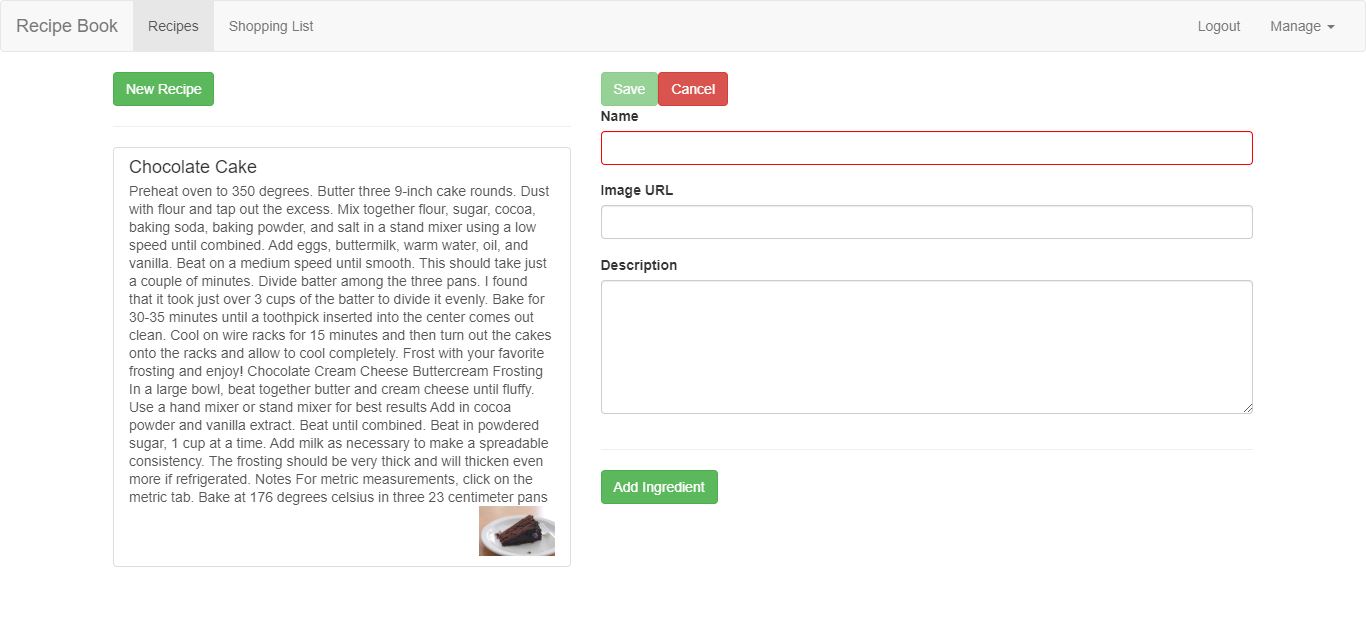 Recipe Book
Recipes
Shopping List
Logout
Manage
New Recipe
Chocolate Cake
Preheat oven to 350 degrees. Butter three 9-inch cake rounds. Dust
with flour and tap out the excess. Mix together flour, sugar, cocoa,
baking soda, baking powder, and salt in a stand mixer using a low
speed until combined. Add eggs, buttermilk, warm water, oil, and
vanilla. Beat on a medium speed until smooth. This should take just
a couple of minutes. Divide batter among the three pans. I found
that it took just over 3 cups of the batter to divide it evenly. Bake for
30-35 minutes until a toothpick inserted into the center comes out
clean. Cool on wire racks for 15 minutes and then turn out the cakes
onto the racks and allow to cool completely. Frost with your favorite
frosting and enjoy! Chocolate Cream Cheese Buttercream Frosting
In a large bowl, beat together butter and cream cheese until fluffy.
Use a hand mixer or stand mixer for best results Add in cocoa
powder and vanilla extract. Beat until combined. Beat in powdered
sugar, 1 cup at a time. Add milk as necessary to make a spreadable
consistency. The frosting should be very thick and will thicken even
more if refrigerated. Notes For metric measurements, click on the
metric tab. Bake at 176 degrees celsius in three 23 centimeter pans
Save
Cancel
Name
Image URL
Description
Add Ingredient